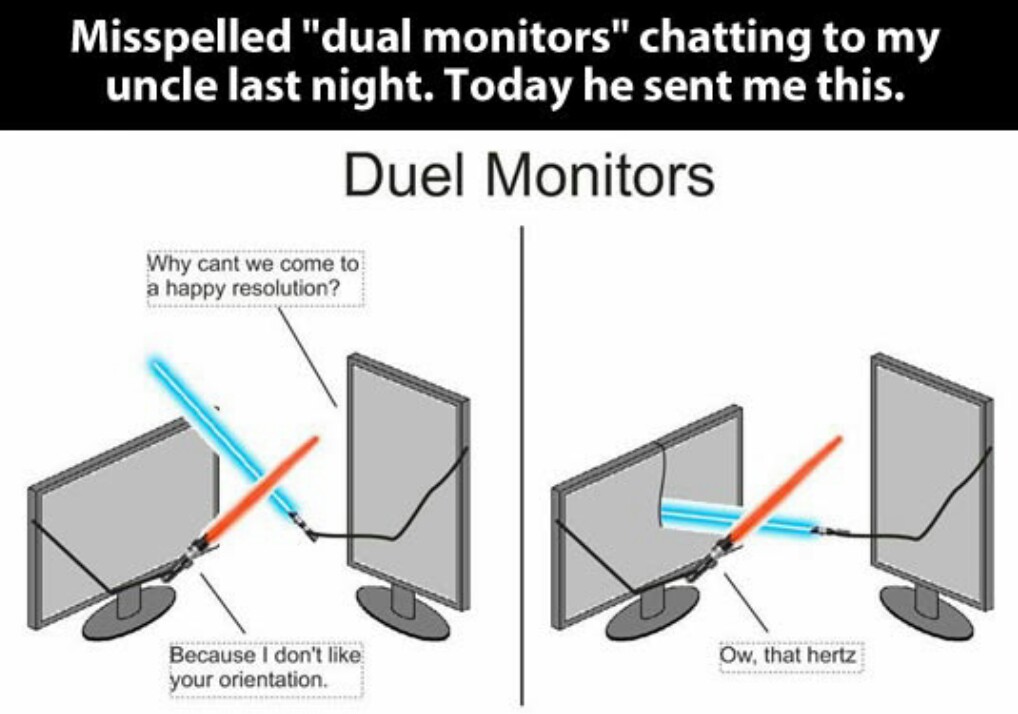 Misspelled "dual monitors" chatting to my
uncle last night. Today he sent me this.
Duel Monitors
Why cant we come to
a happy resolution?
Because I don't like
your orientation.
Ow, that hertz